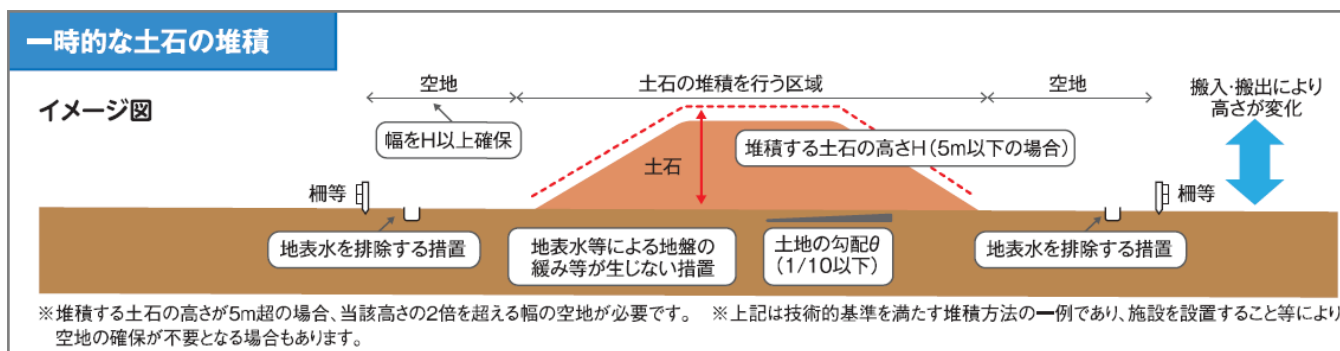 一時的な土石の堆積
イメージ図
空地
土石の堆積を行う区域
空地
搬入・搬出により
高さが変化
幅をH以上確保
堆積する土石の高さH（5m以下の場合）
土石
柵等
柵等
地表水を排除する措置
地表水等による地盤の
緩み等が生じない措置
土地の勾配θ
（1/10以下）
地表水を排除する措置
※堆積する土石の高さが5m超の場合、当該高さの2倍を超える幅の空地が必要です。 ※上記は技術的基準を満たす堆積方法の一例であり、施設を設置すること等により
空地の確保が不要となる場合もあります。